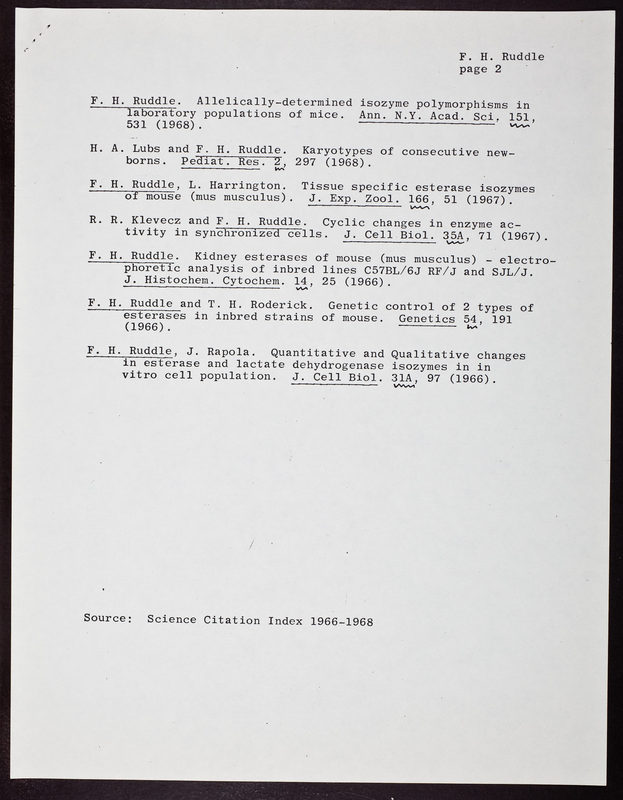 F. H. Ruddle
page 2
F. H. Ruddle. Allelically-determined isozyme polymorphisms in
laboratory populations of mice. Ann. N.Y. Acad. Sci. 151,
531 (1968).
H. A. Lubs and F. H. Ruddle. Karyotypes of consecutive new-
borns. Pediat. Res. 2, 297 (1968).
F. H. Ruddle, L. Harrington. Tissue specific esterase isozymes
of mouse (mus musculus). J. Exp. Zool. 166, 51 (1967).
R. R. Klevecz and F. H. Ruddle. Cyclic changes in enzyme ac-
tivity in synchronized cells. J. Cell Biol. 35A, 71 (1967).
F. H. Ruddle. Kidney esterases of mouse (mus musculus) - electro-
phoretic analysis of inbred lines C57BL/6J RF/J and SJL/J.
J. Histochem. Cytochem. 14, 25 (1966).
F. H. Ruddle and T. H. Roderick. Genetic control of 2 types of
esterases in inbred strains of mouse. Genetics 54, 191
(1966).
F. H. Ruddle, J. Rapola. Quantitative and Qualitative changes
in esterase and lactate dehydrogenase isozymes in in
vitro cell population. J. Cell Biol. 31A, 97 (1966).
Source: Science Citation Index 1966-1968